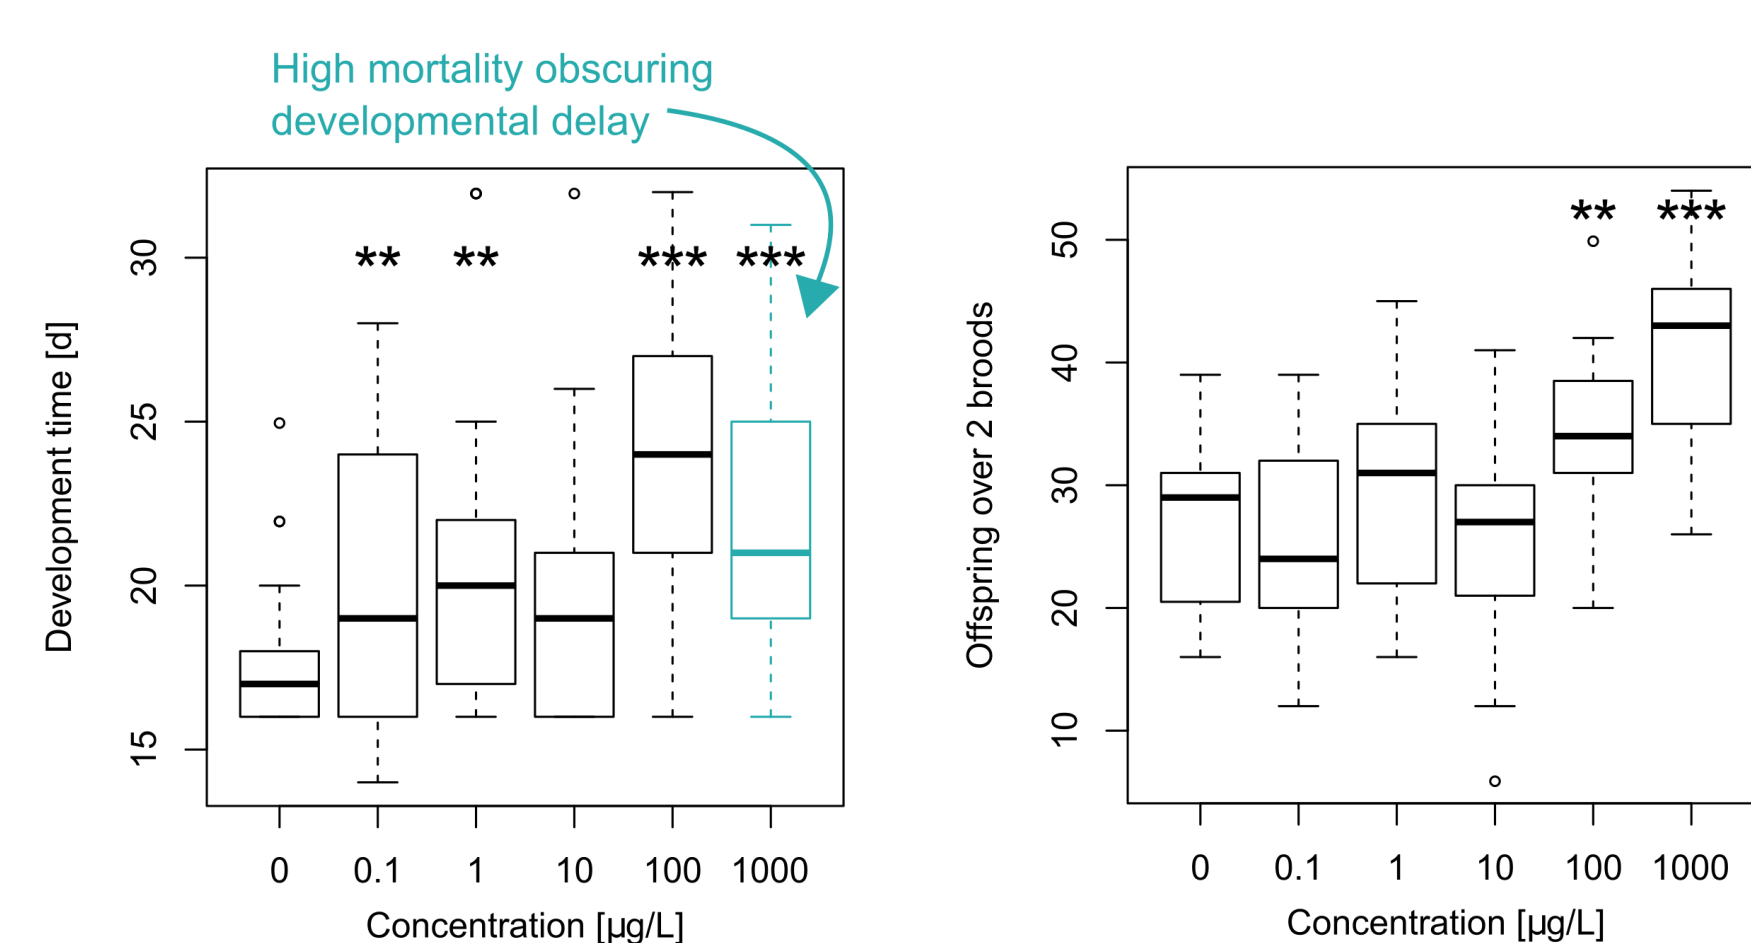 High mortality obscuring
developmental delay
Development time [d]
30
25
20
15
** ** *** ***
0 0.1 1 10 100 1000
Concentration [µg/L]
Offspring over 2 broods
50
40
30
20
10
** ***
0 0.1 1 10 100 1000
Concentration [µg/L]